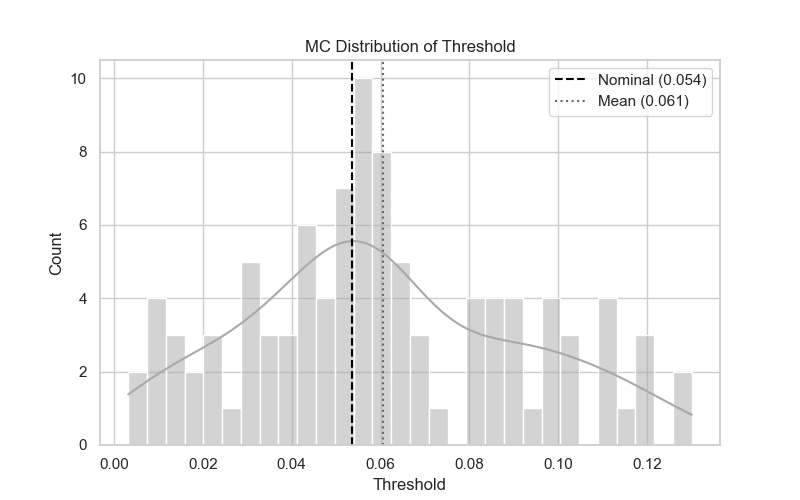 MC Distribution of Threshold
Nominal (0.054)
Mean (0.061)
10
8
6
4
2
0
Count
0.00 0.02 0.04 0.06 0.08 0.10 0.12
Threshold